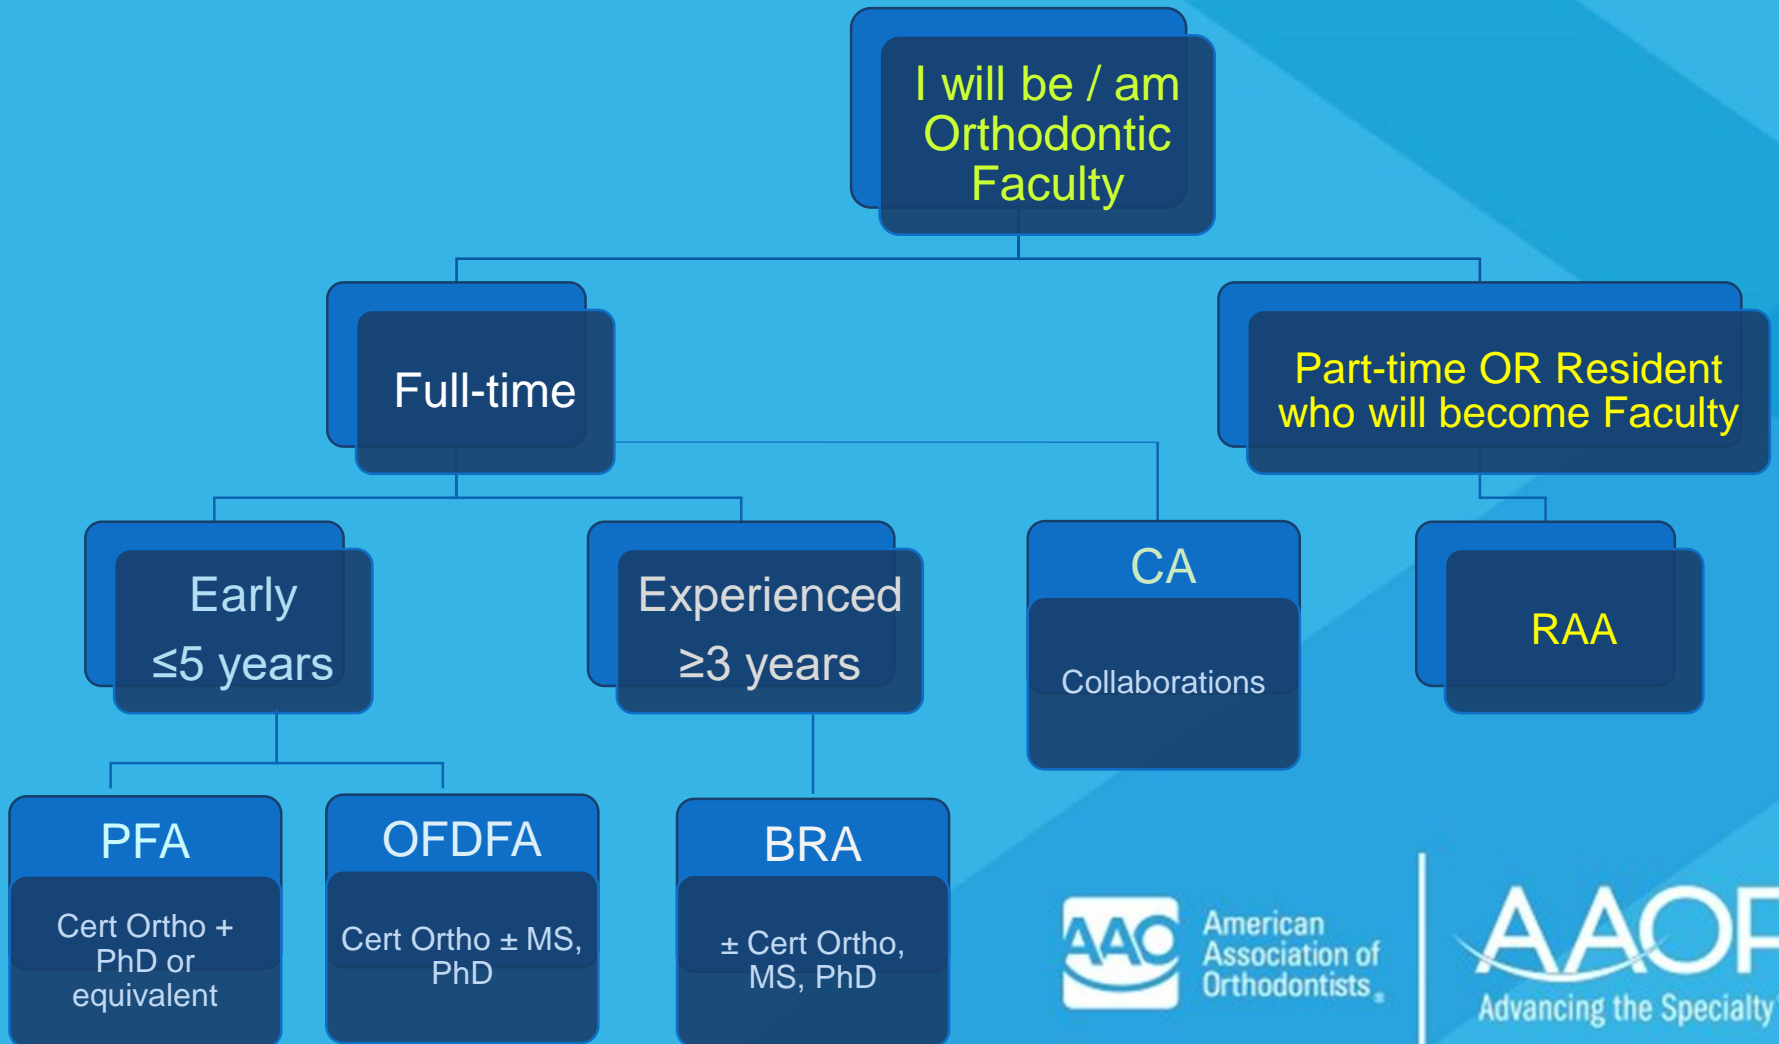 I will be / am
Orthodontic
Faculty
Full-time
Part-time OR Resident
who will become Faculty
Early
≤5 years
Experienced
≥3 years
CA
Collaborations
RAA
PFA
Cert Ortho +
PhD or
equivalent
OFDFA
Cert Ortho ± MS,
PhD
BRA
± Cert Ortho,
MS, PhD
AAO
American
Association of
Orthodontists®
AAOF
Advancing the Specialty